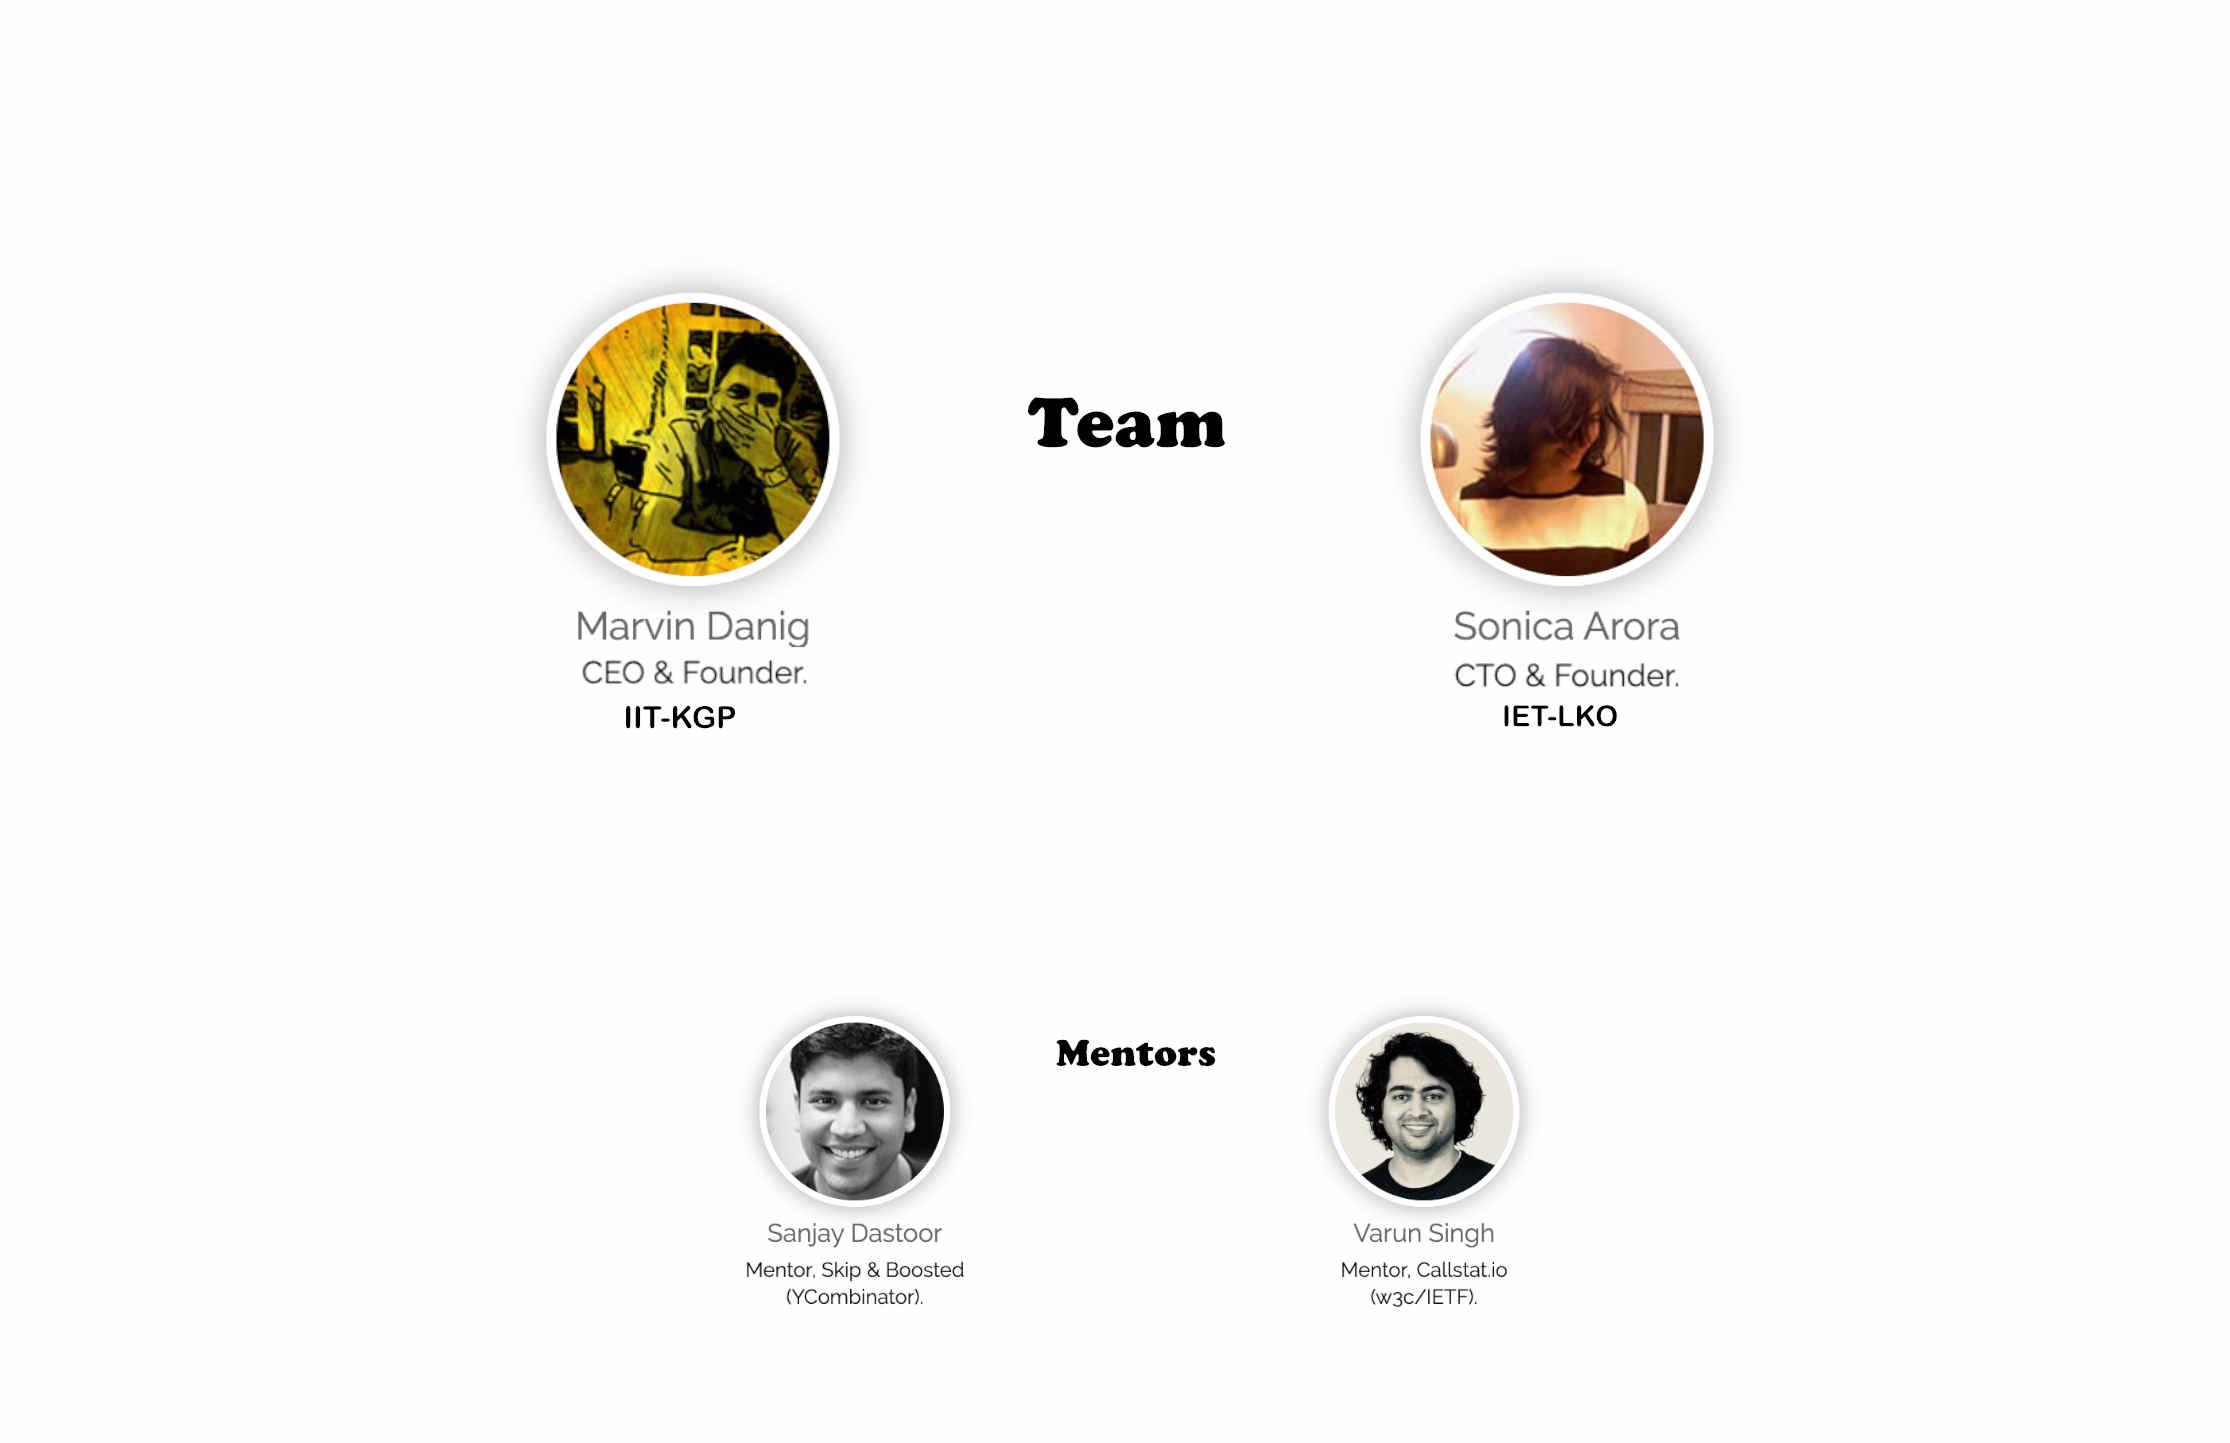 Team
Marvin Danig
CEO & Founder.
IIT-KGP
Sonica Arora
CTO & Founder.
IET-LKO
Mentors
Sanjay Dastoor
Mentor, Skip & Boosted
(YCombinator).
Varun Singh
Mentor, Callstat.io
(w3c/IETF).